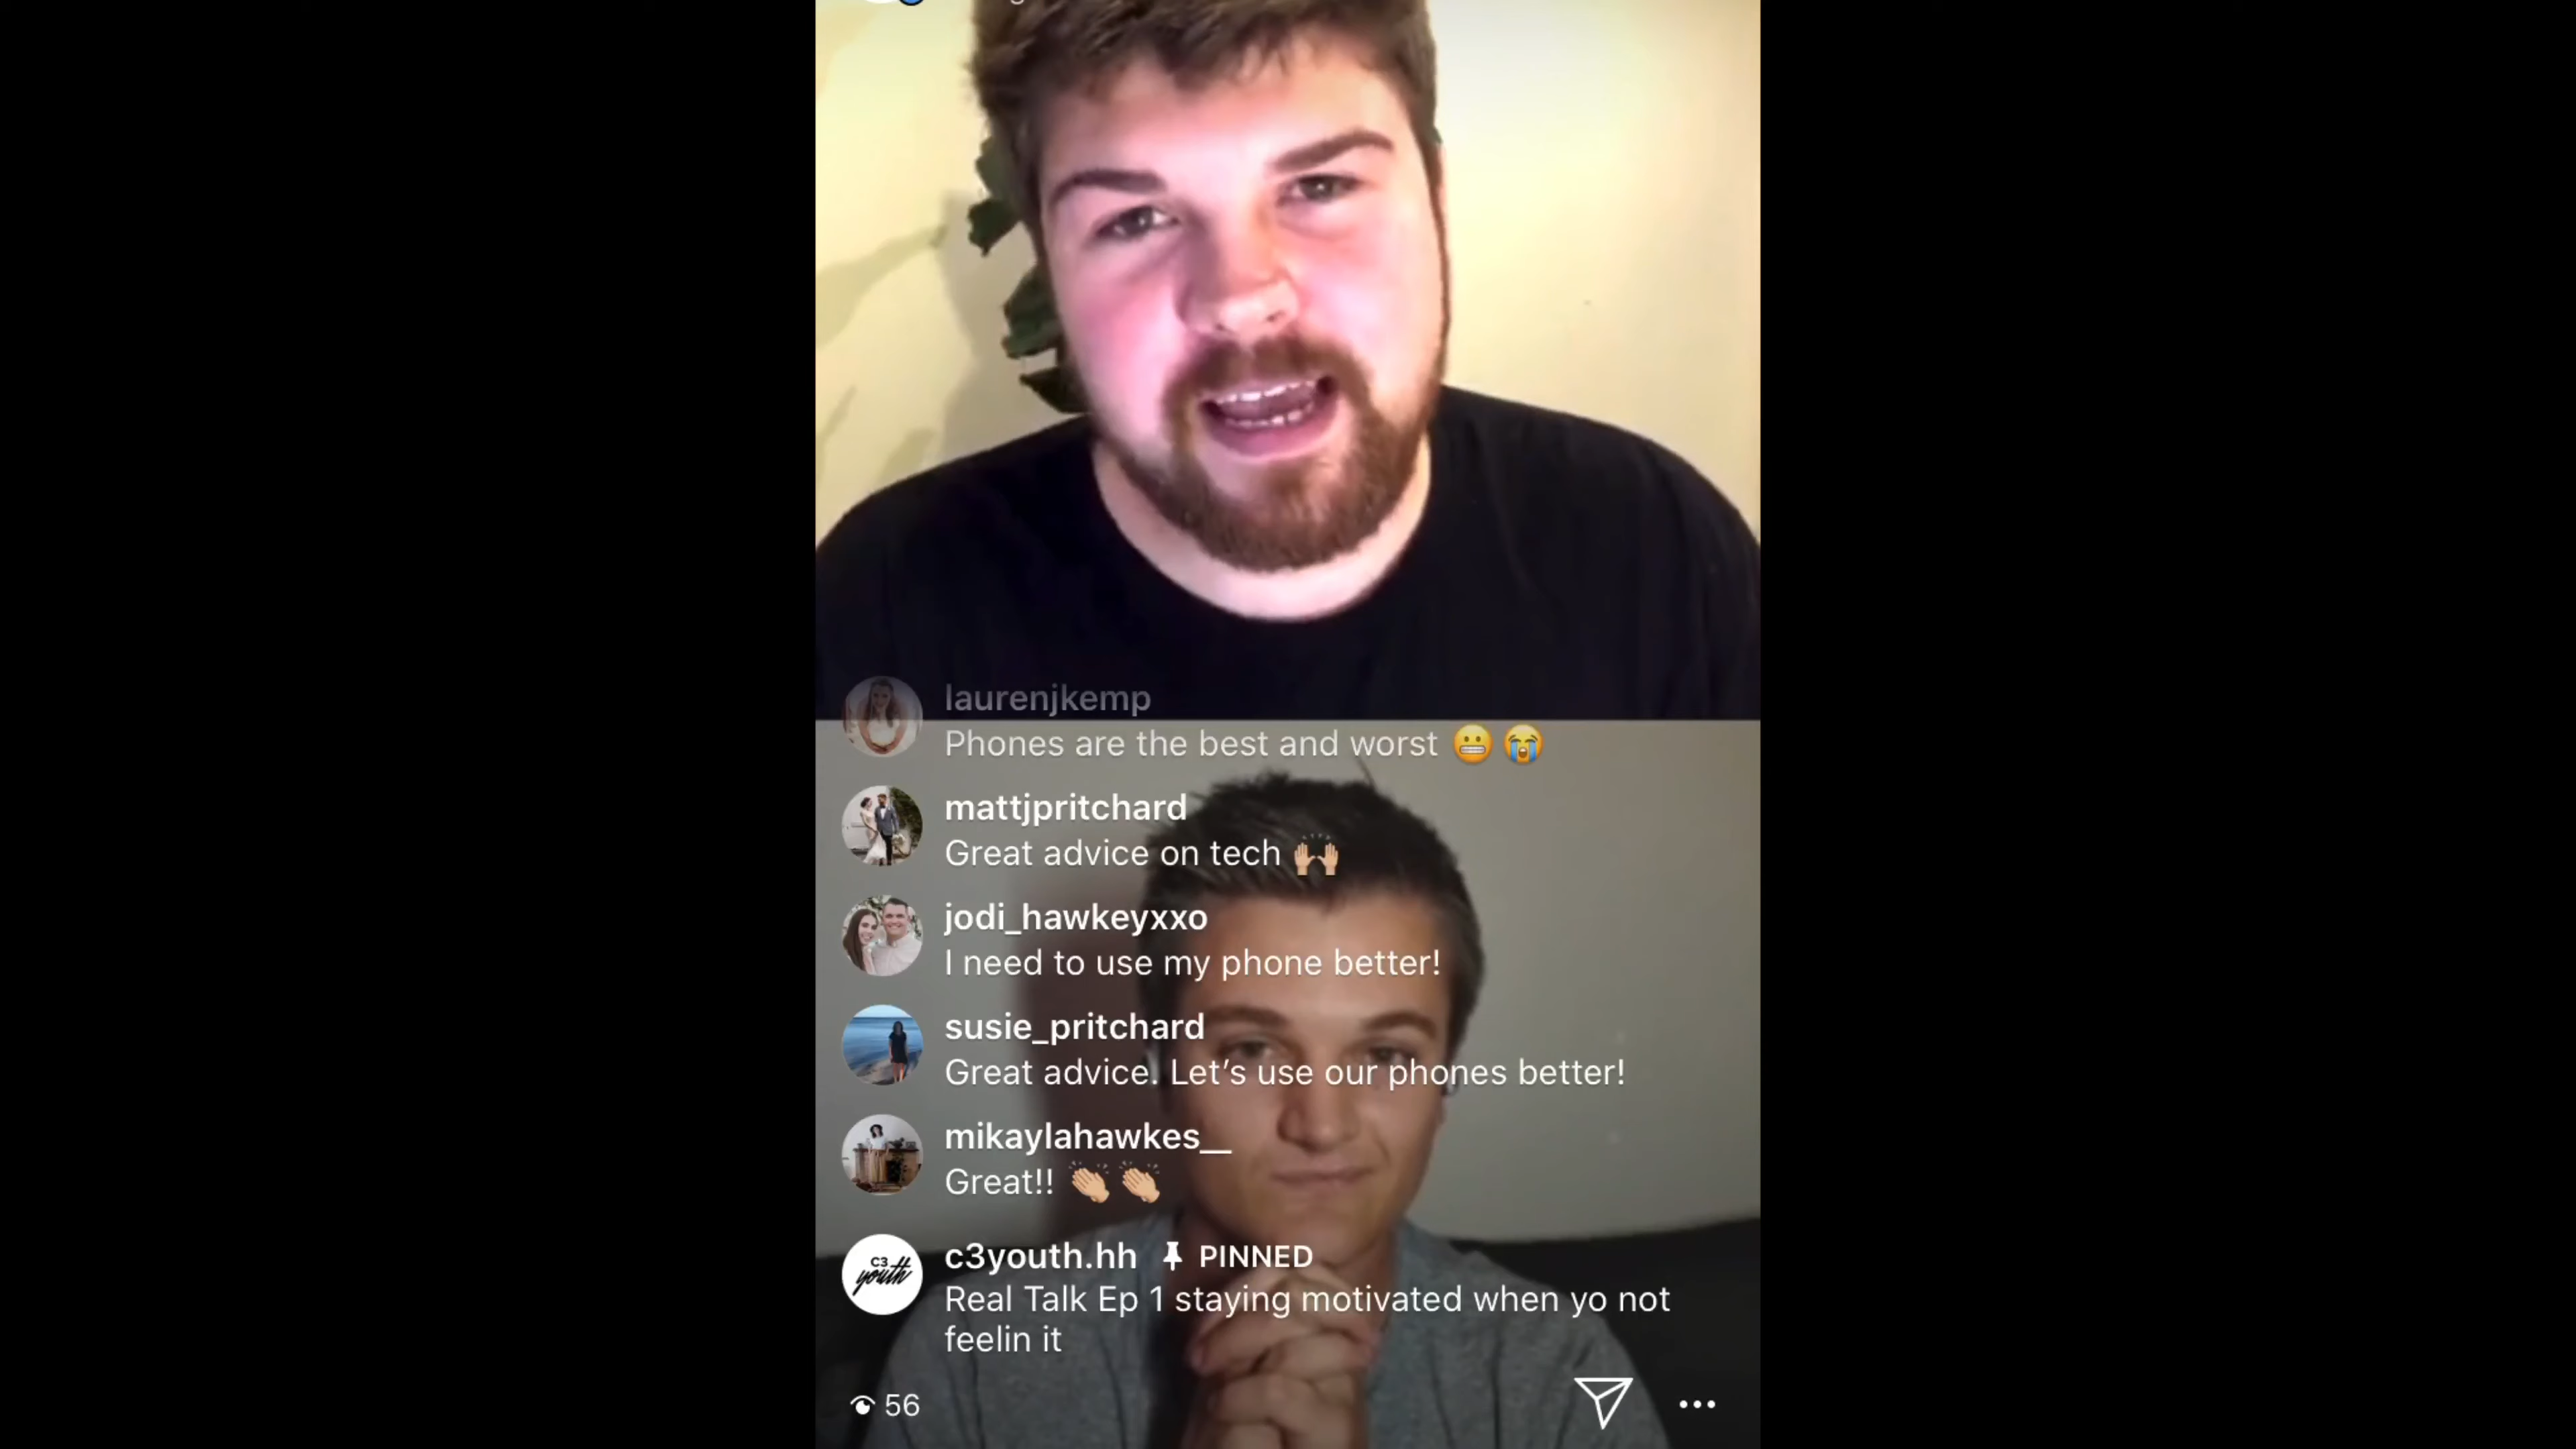 laurenjkemp
Phones are the best and worst 😬 😭
mattjpritchard
Great advice on tech 🙌🏼
jodi_hawkeyxxo
I need to use my phone better!
susie_pritchard
Great advice. Let’s use our phones better!
mikaylahawkes__
Great!! 👏🏼 👏🏼
C3
youth
c3youth.hh PINNED
Real Talk Ep 1 staying motivated when yo not
feelin it
56